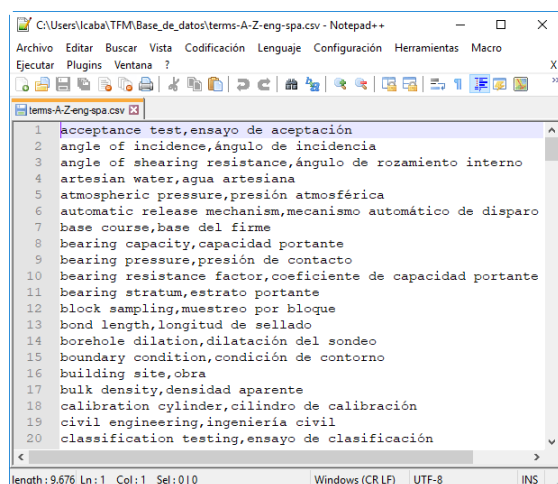 C:\Users\Icaba\TFM\Base_de_datos\terms-A-Z-eng-spa.csv - Notepad++
Archivo Editar Buscar Vista Codificación Lenguaje Configuración Herramientas Macro
Ejecutar Plugins Ventana ? X
terms-A-Z-eng-spa.csv
1 acceptance test,ensayo de aceptación
2 angle of incidence,ángulo de incidencia
3 angle of shearing resistance,ángulo de rozamiento interno
4 artesian water,agua artesiana
5 atmospheric pressure,presión atmosférica
6 automatic release mechanism,mecanismo automático de disparo
7 base course,base del firme
8 bearing capacity,capacidad portante
9 bearing pressure,presión de contacto
10 bearing resistance factor,coeficiente de capacidad portante
11 bearing stratum,estrato portante
12 block sampling,muestreo por bloque
13 bond length,longitud de sellado
14 borehole dilation,dilatación del sondeo
15 boundary condition,condición de contorno
16 building site,obra
17 bulk density,densidad aparente
18 calibration cylinder,cilindro de calibración
19 civil engineering,ingeniería civil
20 classification testing,ensayo de clasificación
length : 9.676 Ln : 1 Col : 1 Sel : 0 | 0 Windows (CR LF) UTF-8 INS